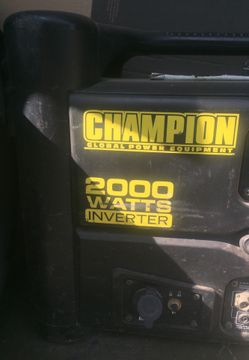 CHAMPION
GLOBAL POWER EQUIPMENT
2000
WATTS
INVERTER